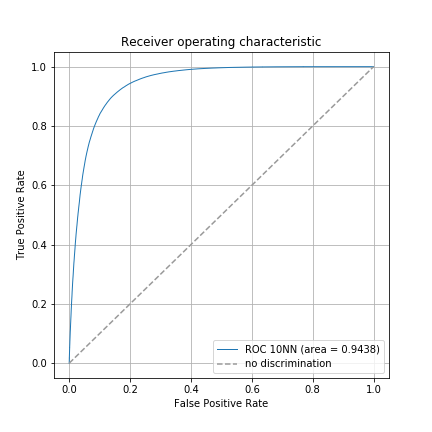 Receiver operating characteristic
True Positive Rate
1.0
0.8
0.6
0.4
0.2
0.0
ROC 10NN (area = 0.9438)
no discrimination
0.0 0.2 0.4 0.6 0.8 1.0
False Positive Rate